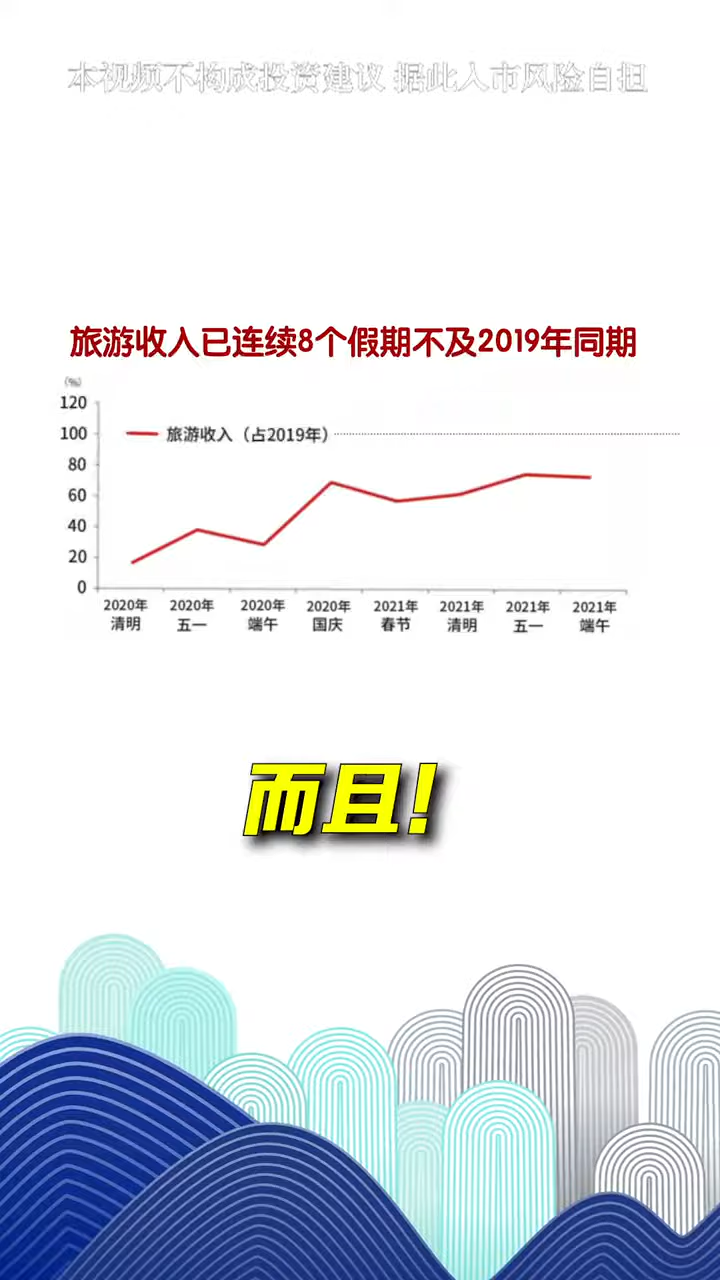 本视频不构成投资建议 据此入市风险自担
旅游收入已连续8个假期不及2019年同期
(%)
120
100
80
60
40
20
0
旅游收入（占2019年）
2020年 2020年 2020年 2020年 2021年 2021年 2021年 2021年
清明 五一 端午 国庆 春节 清明 五一 端午
而且！